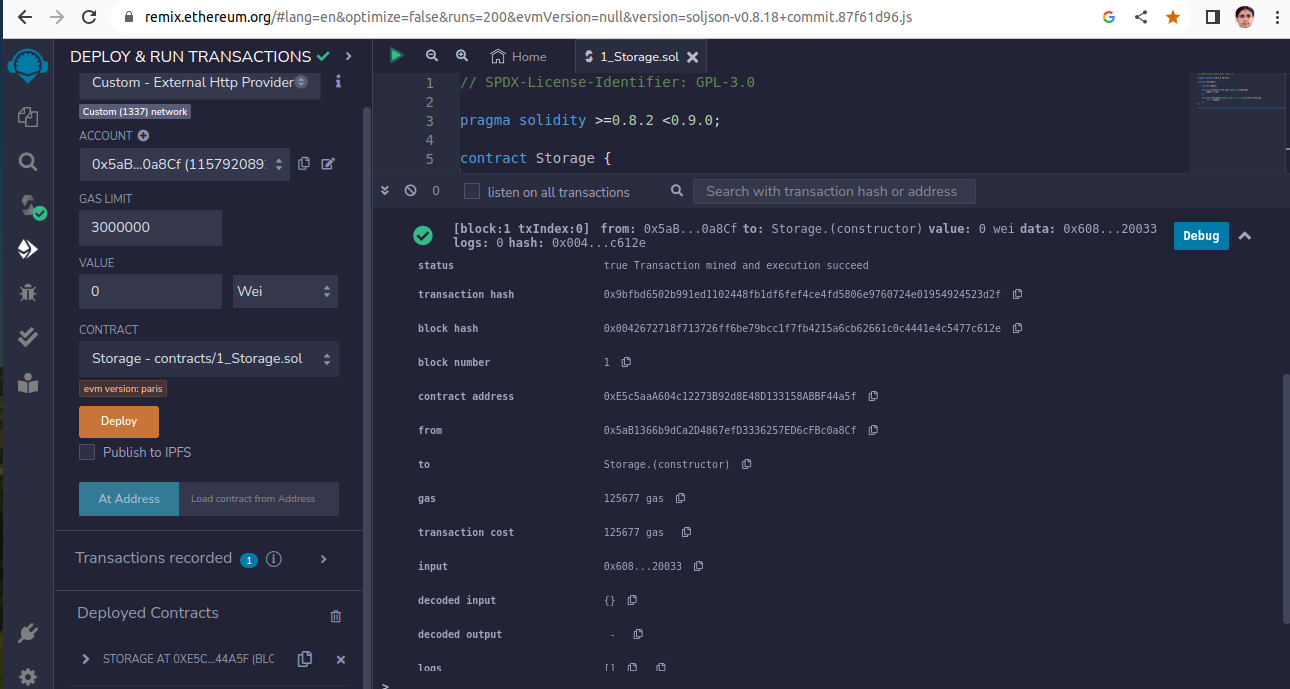 remix.ethereum.org/#lang=en&optimize=false&runs=200&evmVersion=null&version=soljson-v0.8.18+commit.87f61d96.js
DEPLOY & RUN TRANSACTIONS
Custom - External Http Provider
Custom (1337) network
ACCOUNT
0x5aB...0a8Cf (115792089
GAS LIMIT
3000000
VALUE
0
Wei
CONTRACT
Storage - contracts/1_Storage.sol
evm version: paris
Deploy
Publish to IPFS
At Address
Load contract from Address
Transactions recorded 1
Deployed Contracts
STORAGE AT 0XE5C...44A5F (BLC
Home
1_Storage.sol
1 // SPDX-License-Identifier: GPL-3.0
2
3 pragma solidity >=0.8.2 <0.9.0;
4
5 contract Storage {
0
listen on all transactions
Search with transaction hash or address
[block:1 txIndex:0] from: 0x5aB...0a8Cf to: Storage.(constructor) value: 0 wei data: 0x608...20033
logs: 0 hash: 0x004...c612e
Debug
status true Transaction mined and execution succeed
transaction hash 0x9bfbd6502b991ed1102448fb1df6fef4ce4fd5806e9760724e01954924523d2f
block hash 0x0042672718f713726ff6be79bcc1f7fb4215a6cb62661c0c4441e4c5477c612e
block number 1
contract address 0xE5c5aaA604c12273B92d8E48D133158ABBF44a5f
from 0x5aB1366b9dCa2D4867efD3336257ED6cFBc0a8Cf
to Storage.(constructor)
gas 125677 gas
transaction cost 125677 gas
input 0x608...20033
decoded input {}
decoded output -
logs []
>